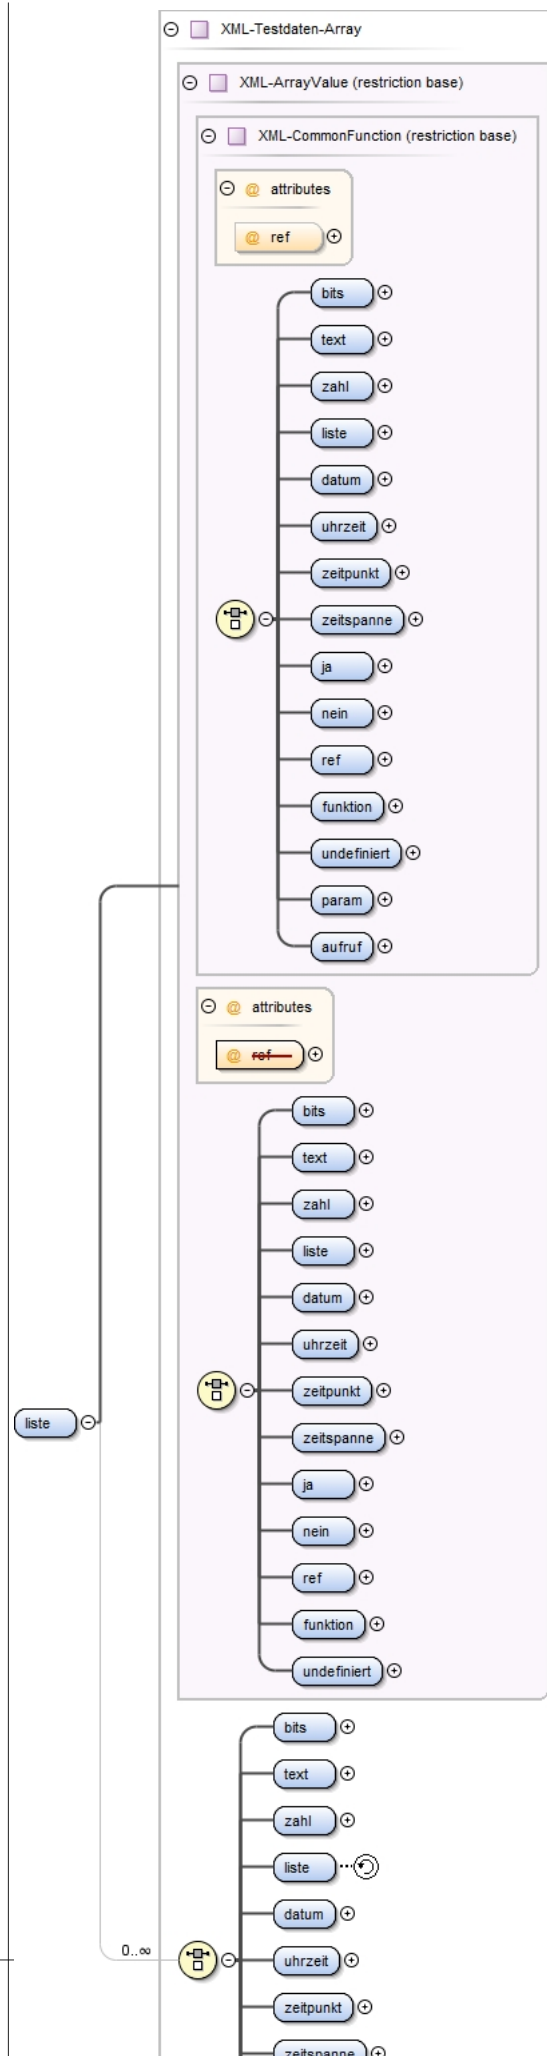 XML-Testdaten-Array
XML-ArrayValue (restriction base)
XML-CommonFunction (restriction base)
@ attributes
@ ref
bits
text
zahl
liste
datum
uhrzeit
zeitpunkt
zeitspanne
ja
nein
ref
funktion
undefiniert
param
aufruf
@ attributes
@ ref
bits
text
zahl
liste
datum
uhrzeit
zeitpunkt
liste
zeitspanne
ja
nein
ref
funktion
undefiniert
bits
text
zahl
liste
datum
0..∞
uhrzeit
zeitpunkt
zeitspanne